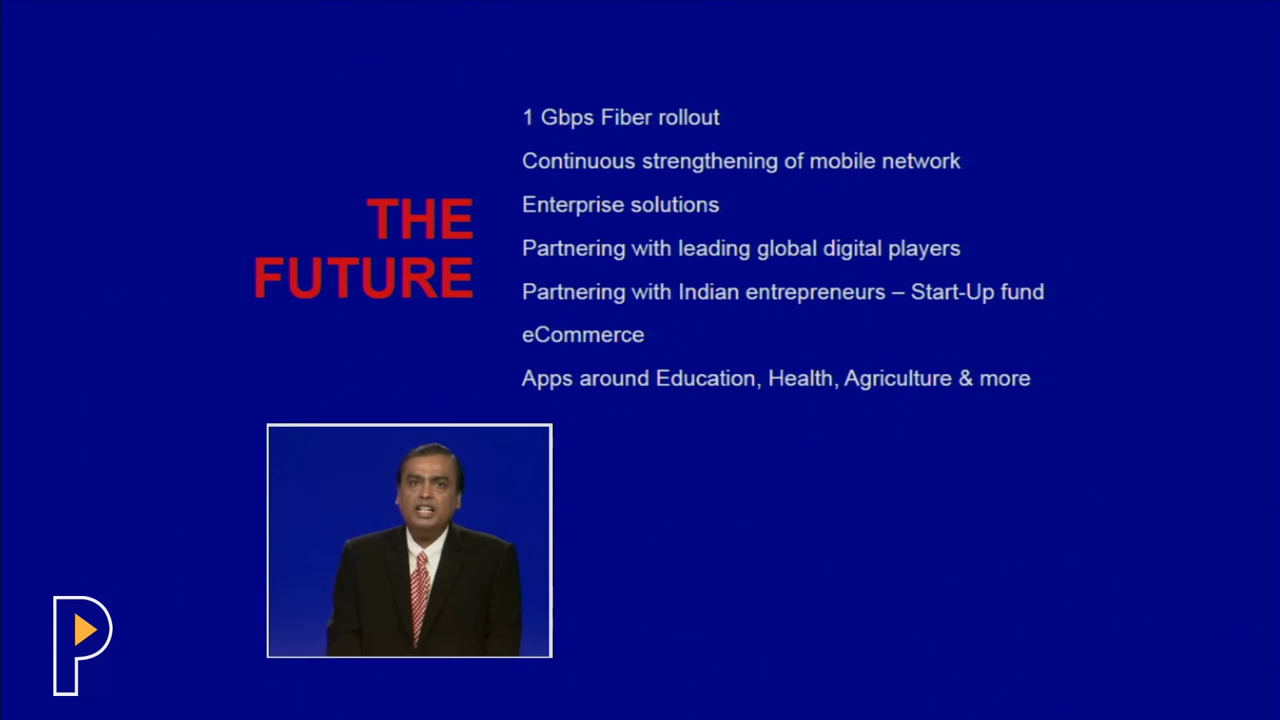 THE
FUTURE
1 Gbps Fiber rollout
Continuous strengthening of mobile network
Enterprise solutions
Partnering with leading global digital players
Partnering with Indian entrepreneurs – Start-Up fund
eCommerce
Apps around Education, Health, Agriculture & more
P